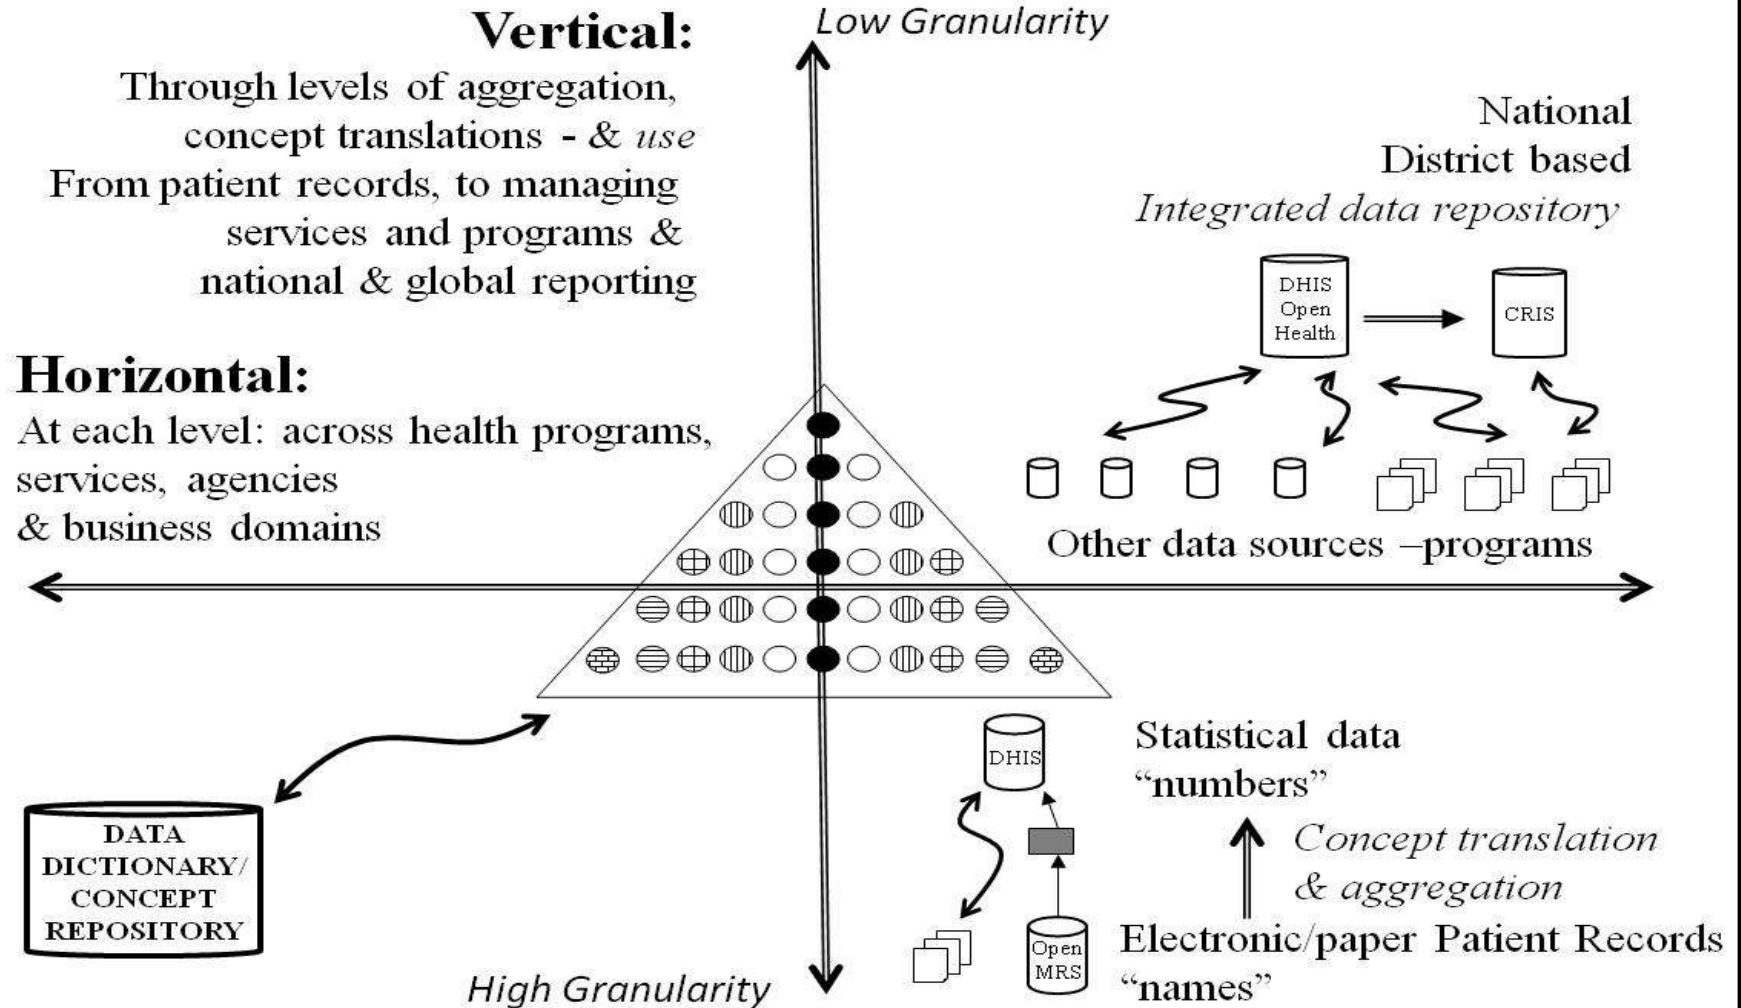 Low Granularity
Vertical:
Through levels of aggregation,
concept translations - & use
From patient records, to managing
services and programs &
national & global reporting
National
District based
Integrated data repository
DHIS
Open
Health
CRIS
Horizontal:
At each level: across health programs,
services, agencies
& business domains
Other data sources –programs
DATA
DICTIONARY/
CONCEPT
REPOSITORY
DHIS
Statistical data
“numbers”
Concept translation
& aggregation
Open
MRS
Electronic/paper Patient Records
“names”
High Granularity